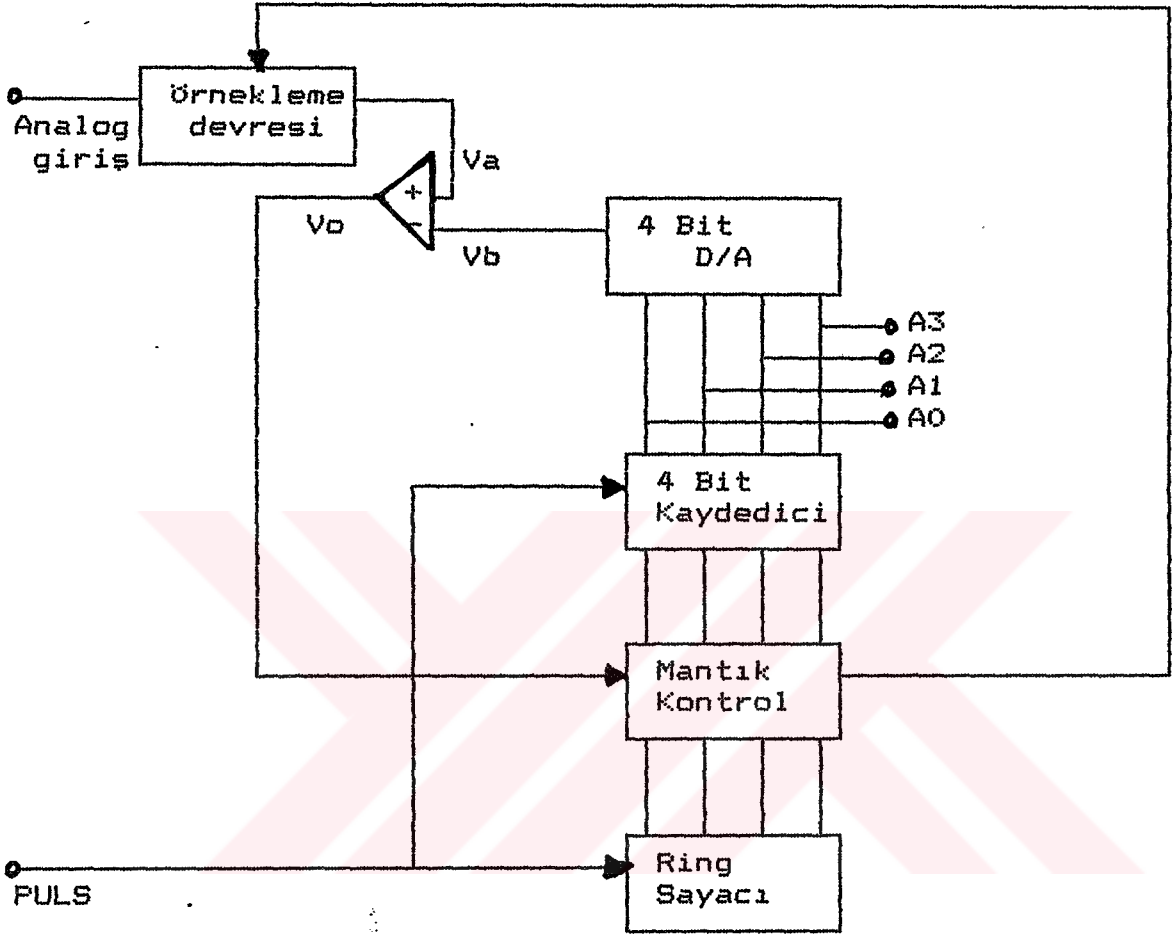 Örnekleme
devresi
Analog
giriş
Va
+
Vo
-
Vb
4 Bit
D/A
A3
A2
A1
A0
4 Bit
Kaydedici
Mantık
Kontrol
Ring
Sayacı
PULS